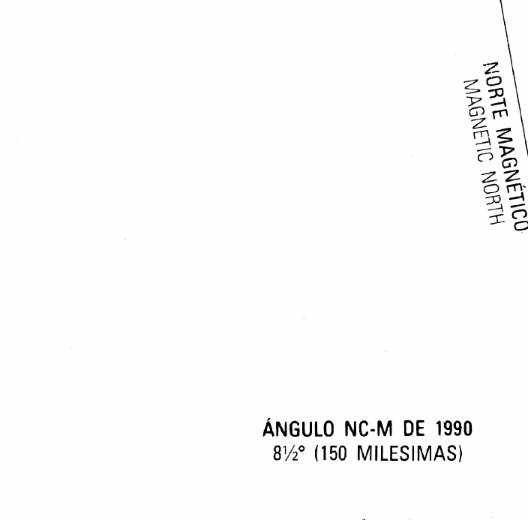 NORTE MAGNÉTICO
MAGNETIC NORTH
ÁNGULO NC-M DE 1990
8½° (150 MILESIMAS)